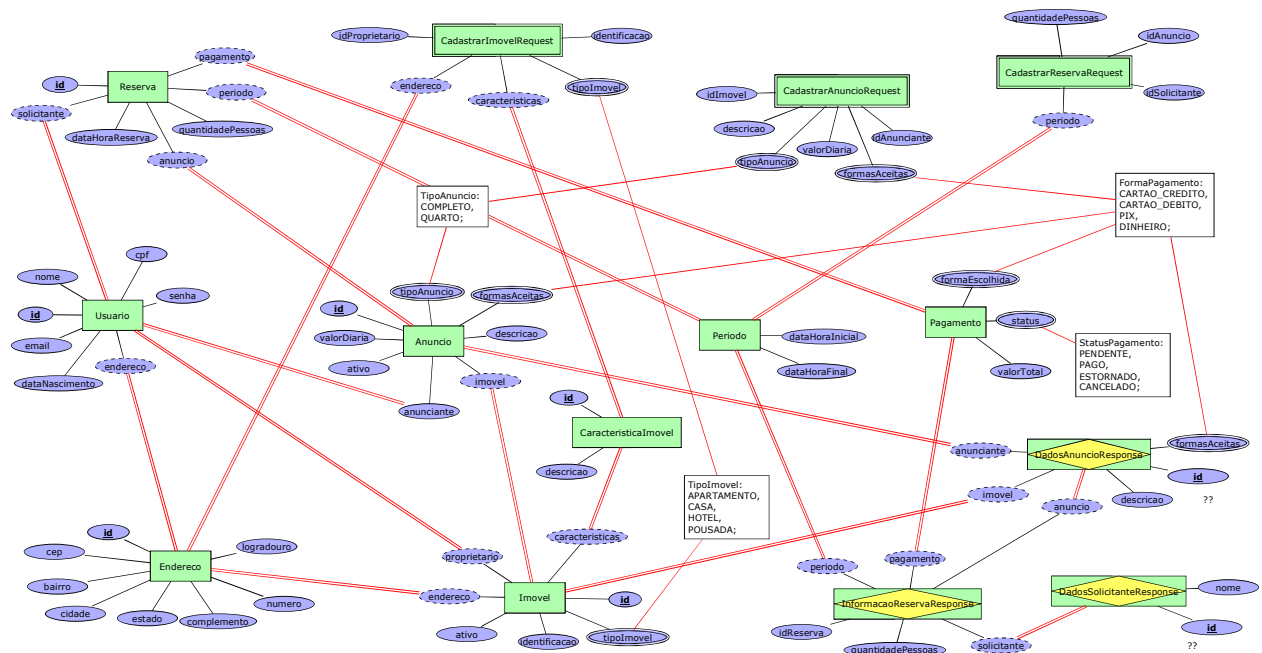 quantidadePessoas
idProprietario
CadastrarImovelRequest
identificacao
idAnuncio
pagamento
CadastrarReservaRequest
Reserva
id
endereco
tipoImovel
CadastrarAnuncioRequest
idSolicitante
periodo
idImovel
caracteristicas
solicitante
periodo
descricao
quantidadePessoas
dataHoraReserva
idAnunciante
valorDiaria
anuncio
tipoAnuncio
formasAceitas
TipoAnuncio:
COMPLETO,
QUARTO;
FormaPagamento:
CARTAO_CREDITO,
CARTAO_DEBITO,
PIX,
DINHEIRO;
cpf
nome
senha
formaEscolhida
tipoAnuncio
formasAceitas
id
id
Usuario
Pagamento
status
descricao
Periodo
dataHoraInicial
valorDiaria
Anuncio
email
StatusPagamento:
PENDENTE,
PAGO,
ESTORNADO,
CANCELADO;
endereco
ativo
valorTotal
dataHoraFinal
imovel
dataNascimento
id
anunciante
CaracteristicaImovel
formasAceitas
anunciante
DadosAnuncioResponse
descricao
id
TipoImovel:
APARTAMENTO,
CASA,
HOTEL,
POUSADA;
imovel
descricao
??
anuncio
id
caracteristicas
logradouro
cep
proprietario
pagamento
Endereco
periodo
bairro
nome
DadosSolicitanteResponse
endereco
Imovel
id
numero
InformacaoReservaResponse
cidade
estado
complemento
id
idReserva
ativo
identificacao
tipoImovel
solicitante
??
quantidadePessoas